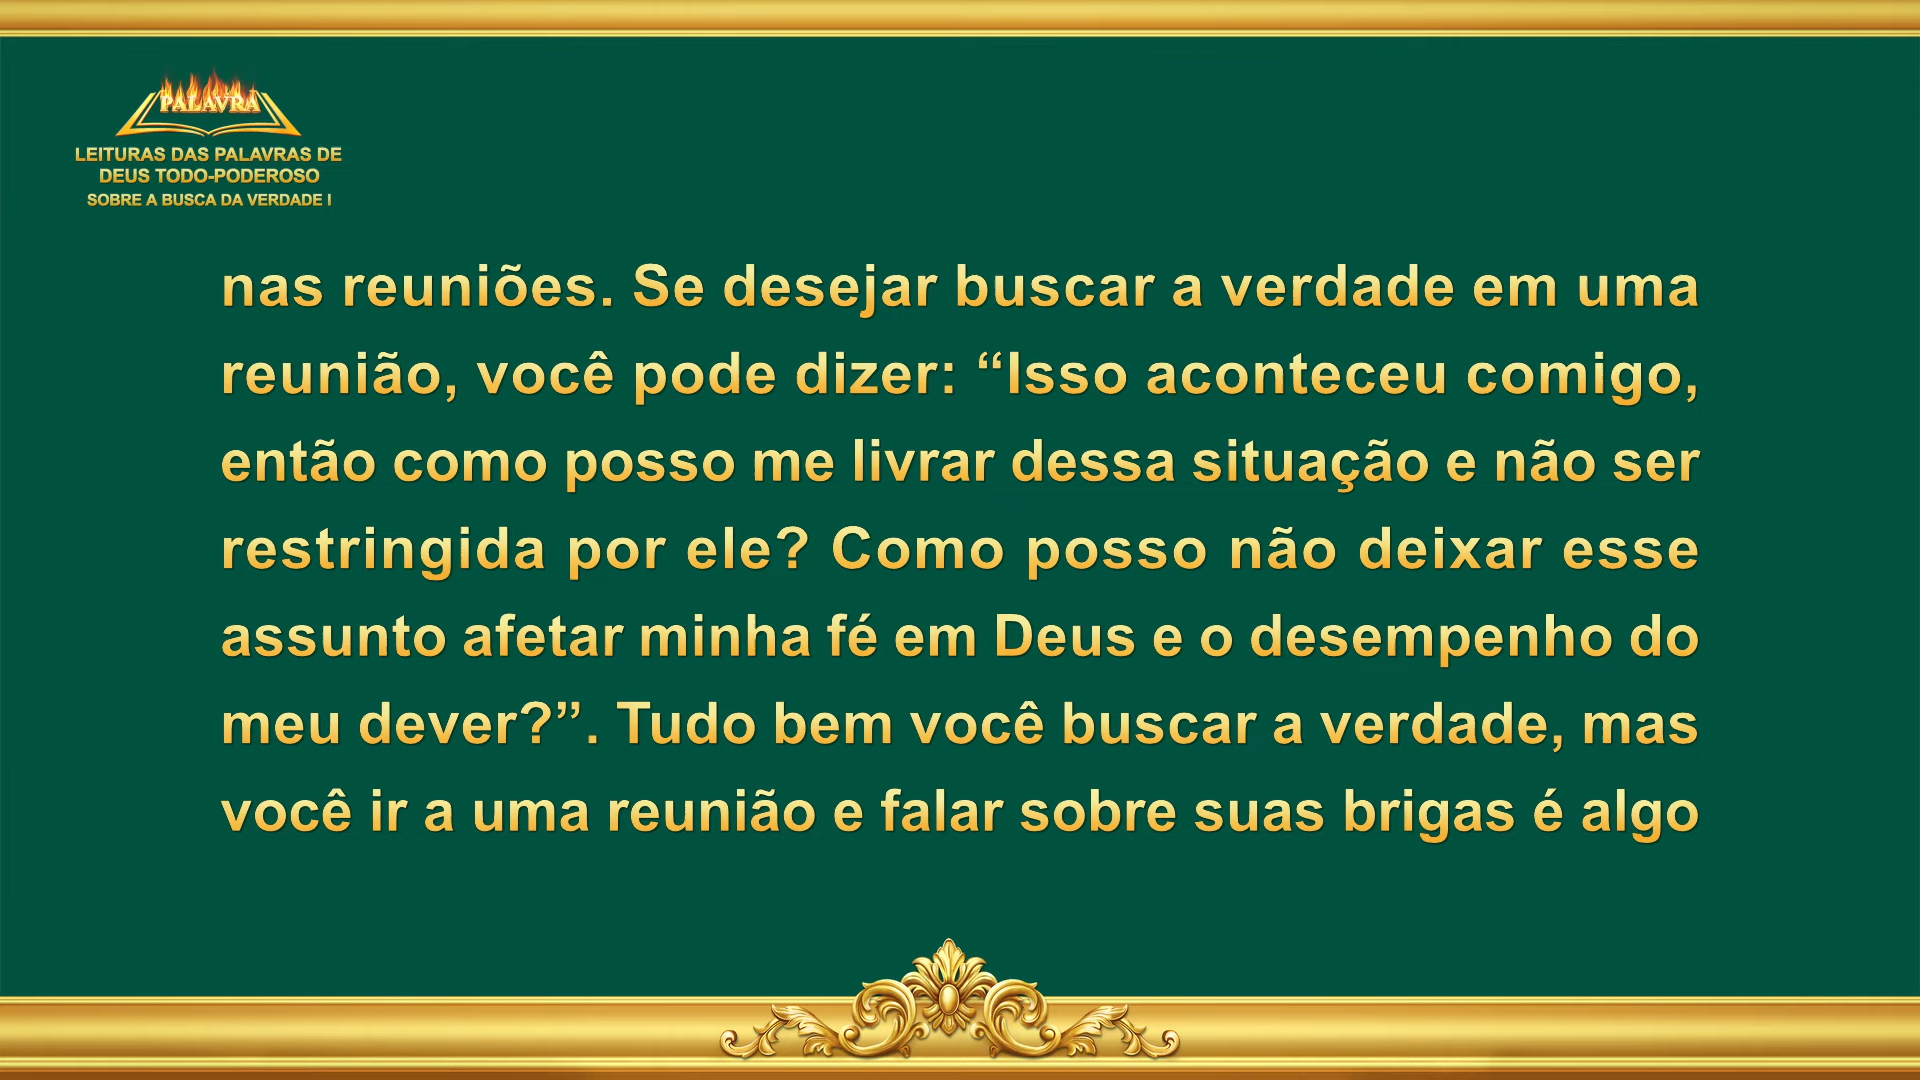 PALAVRA
LEITURAS DAS PALAVRAS DE
DEUS TODO-PODEROSO
SOBRE A BUSCA DA VERDADE I
nas reuniões. Se desejar buscar a verdade em uma
reunião, você pode dizer: “Isso aconteceu comigo,
então como posso me livrar dessa situação e não ser
restringida por ele? Como posso não deixar esse
assunto afetar minha fé em Deus e o desempenho do
meu dever?”. Tudo bem você buscar a verdade, mas
você ir a uma reunião e falar sobre suas brigas é algo